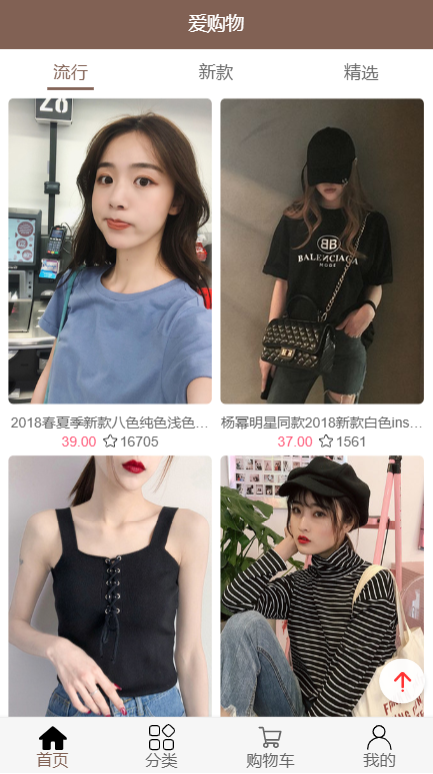 爱购物
流行 新款 精选
28
BB
BALENCIAGA
MODE
2018春夏季新款八色纯色浅色…
39.00 16705
杨幂明星同款2018新款白色ins…
37.00 1561
首页 分类 购物车 我的